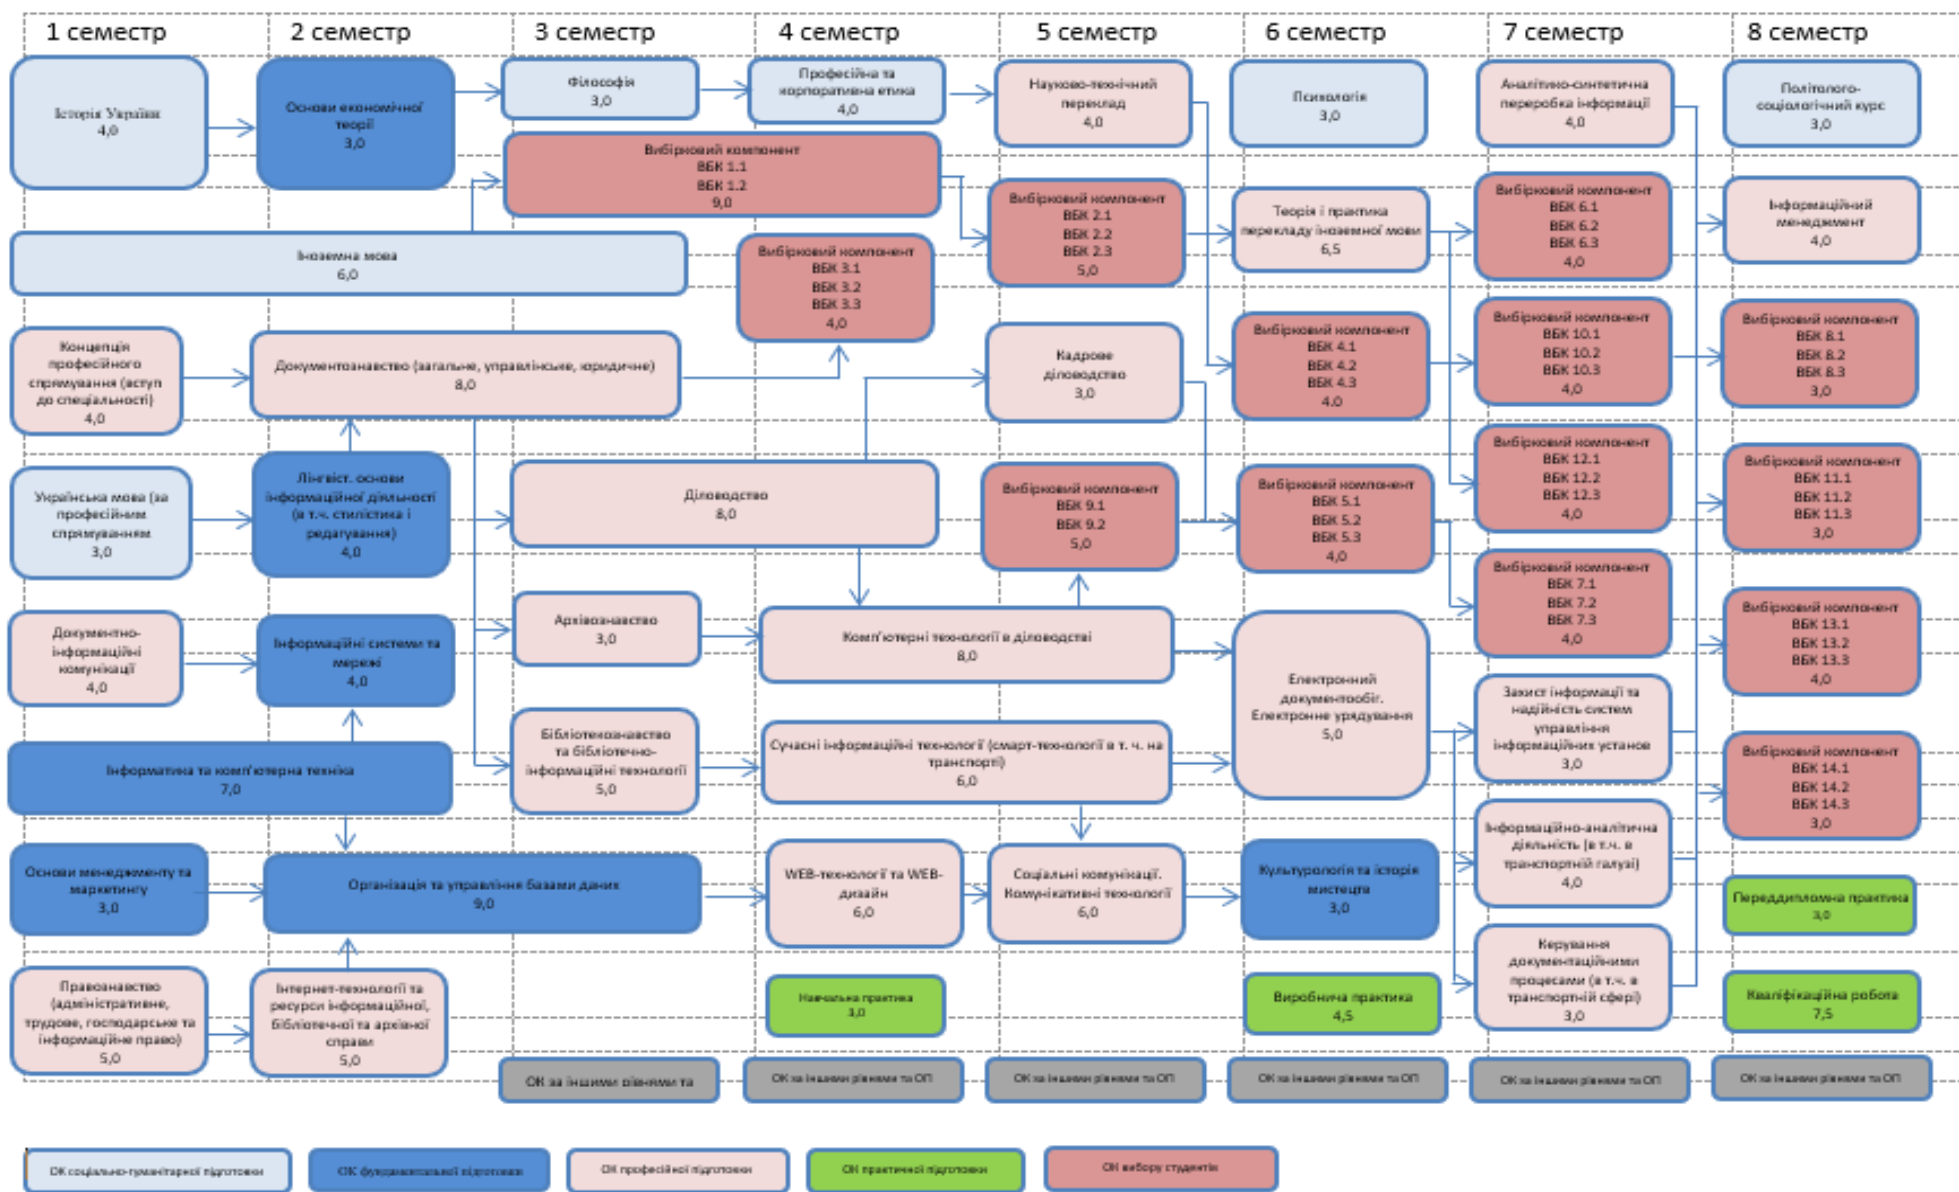 1 семестр
2 семестр
3 семестр
4 семестр
5 семестр
6 семестр
7 семестр
8 семестр
Історія України
4,0
Основи економічної
теорії
3,0
Філософія
3,0
Професійна та
корпоративна етика
4,0
Науково-технічний
переклад
4,0
Психологія
3,0
Аналітико-синтетична
переробка інформації
4,0
Політолого-
соціологічний курс
3,0
Вибірковий компонент
ВБК 1.1
ВБК 1.2
9,0
Вибірковий компонент
ВБК 2.1
ВБК 2.2
ВБК 2.3
5,0
Теорія і практика
перекладу іноземної мови
6,5
Вибірковий компонент
ВБК 6.1
ВБК 6.2
ВБК 6.3
4,0
Інформаційний
менеджмент
4,0
Іноземна мова
6,0
Вибірковий компонент
ВБК 3.1
ВБК 3.2
ВБК 3.3
4,0
Концепція
професійного
спрямування (вступ
до спеціальності)
4,0
Документознавство (загальне, управлінське, юридичне)
8,0
Кадрове
діловодство
3,0
Вибірковий компонент
ВБК 4.1
ВБК 4.2
ВБК 4.3
4.0
Вибірковий компонент
ВБК 10.1
ВБК 10.2
ВБК 10.3
4,0
Вибірковий компонент
ВБК 8.1
ВБК 8.2
ВБК 8.3
3,0
Українська мова (за
професійним
спрямуванням
3,0
Лінгвіст. основи
інформаційної діяльності
(в т.ч. стилістика і
редагування)
4,0
Діловодство
8,0
Вибірковий компонент
ВБК 9.1
ВБК 9.2
5,0
Вибірковий компонент
ВБК 5.1
ВБК 5.2
ВБК 5.3
4,0
Вибірковий компонент
ВБК 12.1
ВБК 12.2
ВБК 12.3
4,0
Вибірковий компонент
ВБК 11.1
ВБК 11.2
ВБК 11.3
3,0
Вибірковий компонент
ВБК 7.1
ВБК 7.2
ВБК 7.3
4,0
Документно-
інформаційні
комунікації
4,0
Інформаційні системи та
мережі
4,0
Архівознавство
3,0
Комп'ютерні технології в діловодстві
8,0
Електронний
документообіг.
Електронне урядування
5,0
Вибірковий компонент
ВБК 13.1
ВБК 13.2
ВБК 13.3
4,0
Захист інформації та
надійність систем
управління
інформаційних установ
3,0
Інформатика та комп'ютерна техніка
7,0
Бібліотекознавство
та бібліотечно-
інформаційні технології
5,0
Сучасні інформаційні технології (смарт-технології в т. ч. на
транспорті)
6,0
Вибірковий компонент
ВБК 14.1
ВБК 14.2
ВБК 14.3
3,0
Основи менеджменту та
маркетингу
3,0
Організація та управління базами даних
9,0
WEB-технології та WEB-
дизайн
6,0
Соціальні комунікації.
Комунікативні технології
6,0
Культурологія та історія
мистецтв
3,0
Інформаційно-аналітична
діяльність (в т.ч. в
транспортній галузі)
4,0
Переддипломна практика
3,0
Правознавство
(адміністративне,
трудове, господарське та
інформаційне право)
5,0
Інтернет-технології та
ресурси інформаційної,
бібліотечної та архівної
справи
5,0
Навчальна практика
3,0
Виробнича практика
4,5
Керування
документаційними
процесами (в т.ч. в
транспортній сфері)
3,0
Кваліфікаційна робота
7,5
ОК за іншими рівнями та
ОК за іншими рівнями та ОП
ОК за іншими рівнями та ОП
ОК за іншими рівнями та ОП
ОК за іншими рівнями та ОП
ОК за іншими рівнями та ОП
ОК соціально-гуманітарної підготовки
ОК фундаментальної підготовки
ОК професійної підготовки
ОК практичної підготовки
ОК вибору студентів